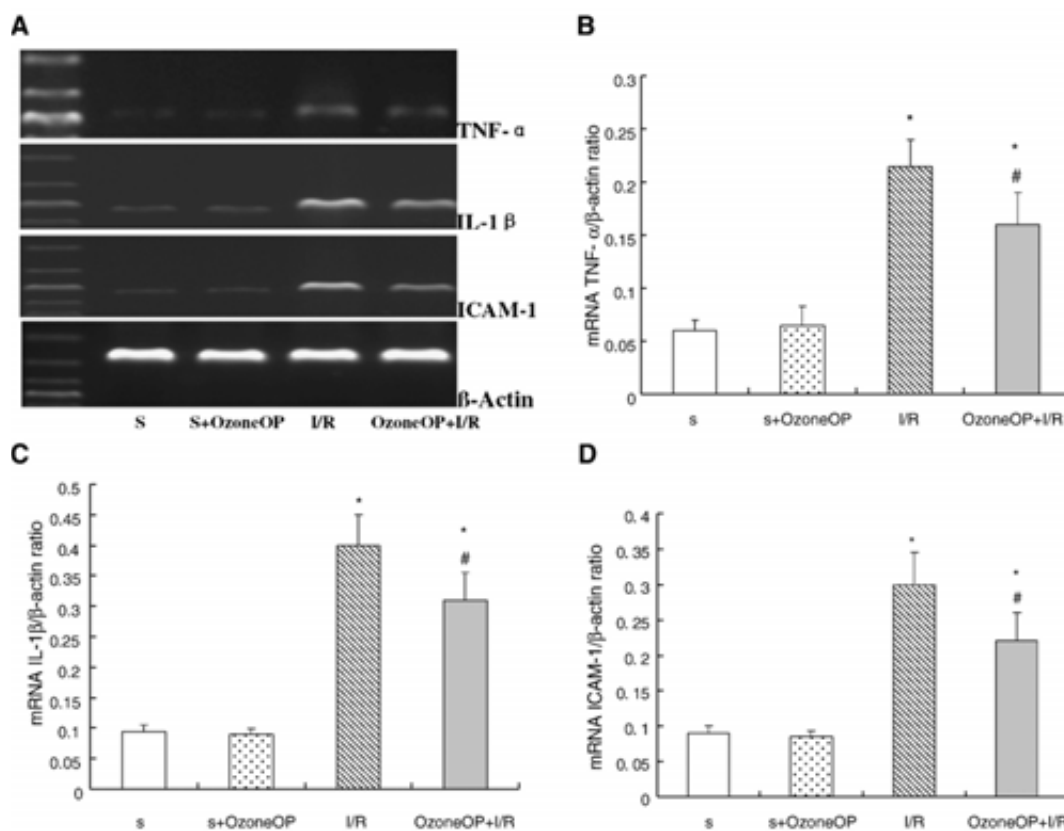 A
TNF- α
IL-1 β
ICAM-1
ß-Actin
S S+OzoneOP I/R OzoneOP+I/R
B
mRNA TNF- α/β-actin ratio
0.3
0.25
0.2
0.15
0.1
0.05
0
*
*
#
s s+OzoneOP I/R OzoneOP+I/R
C
mRNA IL-1β/β-actin ratio
0.5
0.45
0.4
0.35
0.3
0.25
0.2
0.15
0.1
0.05
0
*
*
#
s s+OzoneOP I/R OzoneOP+I/R
D
mRNA ICAM-1/β-actin ratio
0.4
0.35
0.3
0.25
0.2
0.15
0.1
0.05
0
*
*
#
s s+OzoneOP I/R OzoneOP+I/R